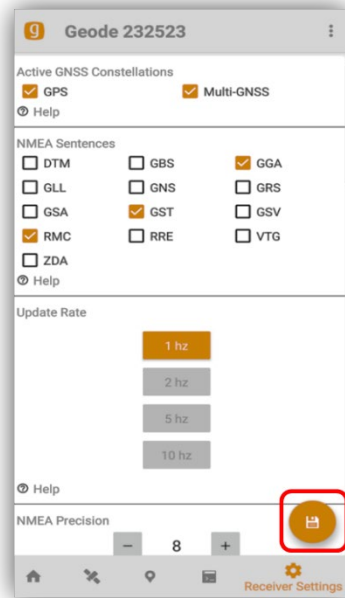 g Geode 232523
Active GNSS Constellations
GPS Multi-GNSS
Help
NMEA Sentences
DTM GBS GGA
GLL GNS GRS
GSA GST GSV
RMC RRE VTG
ZDA
Help
Update Rate
1 hz
2 hz
5 hz
10 hz
Help
NMEA Precision
− 8 +
Receiver Settings